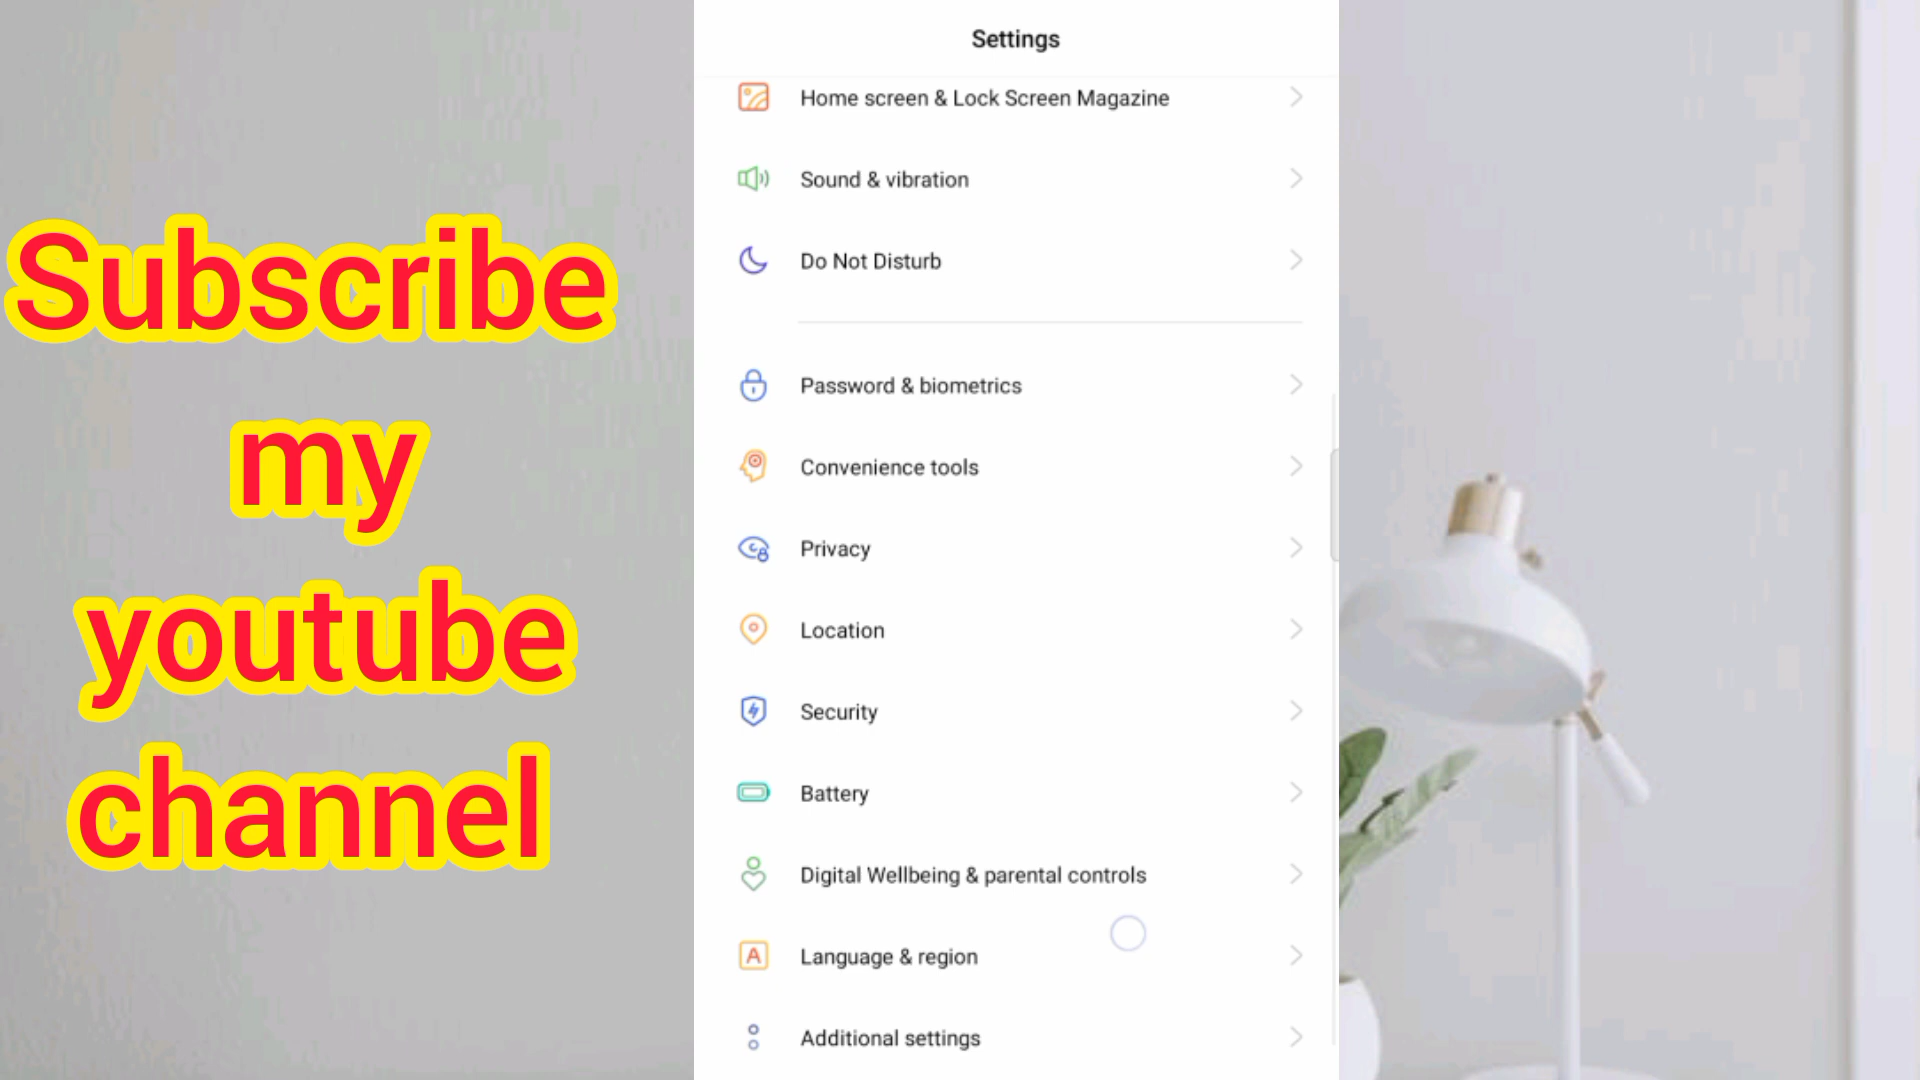 Subscribe
my
youtube
channel
Settings
Home screen & Lock Screen Magazine
Sound & vibration
Do Not Disturb
Password & biometrics
Convenience tools
Privacy
Location
Security
Battery
Digital Wellbeing & parental controls
A
Language & region
Additional settings